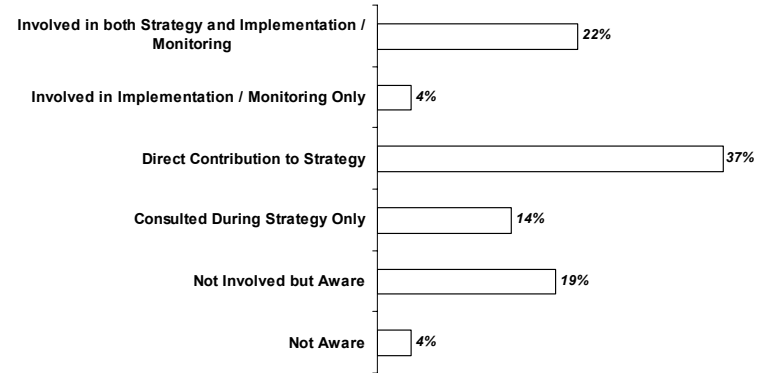 Involved in both Strategy and Implementation /
Monitoring
22%
Involved in Implementation / Monitoring Only
4%
Direct Contribution to Strategy
37%
Consulted During Strategy Only
14%
Not Involved but Aware
19%
Not Aware
4%